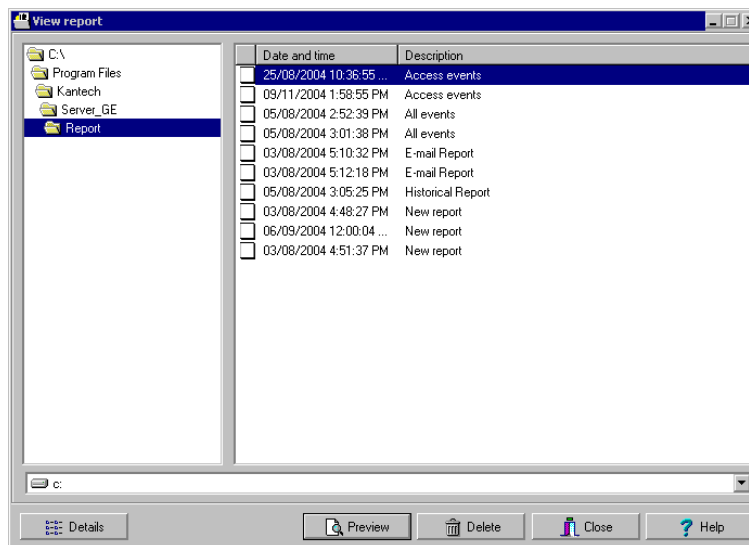 View report
C:\
Program Files
Kantech
Server_GE
Report
Date and time Description
25/08/2004 10:36:55 ... Access events
09/11/2004 1:58:55 PM Access events
05/08/2004 2:52:39 PM All events
05/08/2004 3:01:38 PM All events
03/08/2004 5:10:32 PM E-mail Report
03/08/2004 5:12:18 PM E-mail Report
05/08/2004 3:05:25 PM Historical Report
03/08/2004 4:48:27 PM New report
06/09/2004 12:00:04 ... New report
03/08/2004 4:51:37 PM New report
c:
Details Preview Delete Close Help